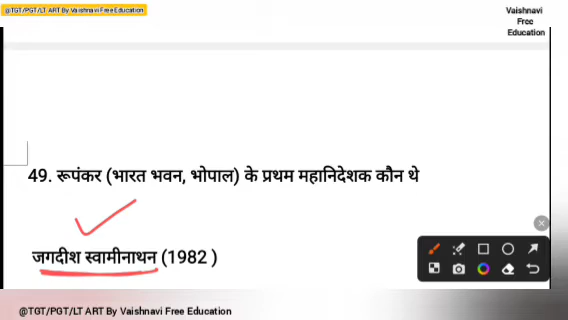 @TGT/PGT/LT ART By Vaishnavi Free Education
Vaishnavi
Free
Education
49. रूपंकर (भारत भवन, भोपाल) के प्रथम महानिदेशक कौन थे
जगदीश स्वामीनाथन (1982 )
@TGT/PGT/LT ART By Vaishnavi Free Education